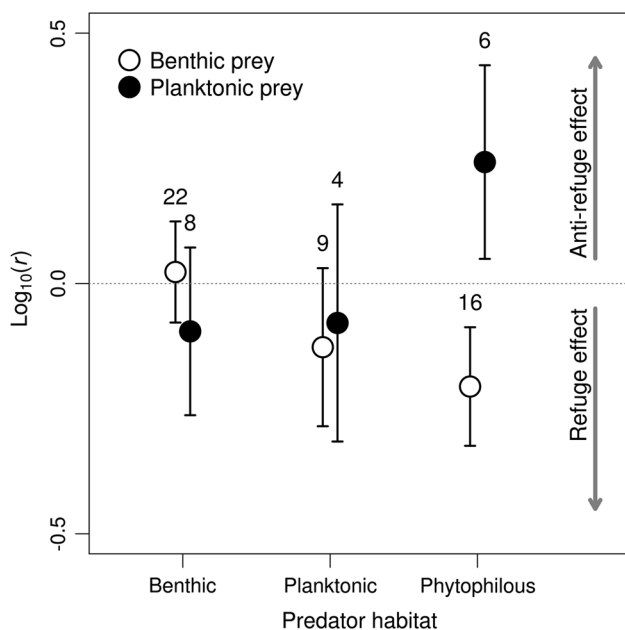 0.5
0.0
-0.5
Log10(r)
Benthic prey
Planktonic prey
22
8
9
4
16
6
Anti-refuge effect
Refuge effect
Benthic
Planktonic
Phytophilous
Predator habitat